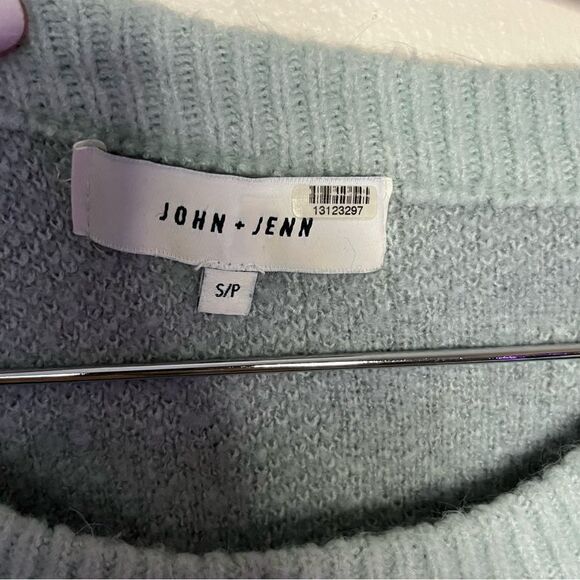 13123297
JOHN + JENN
S/P